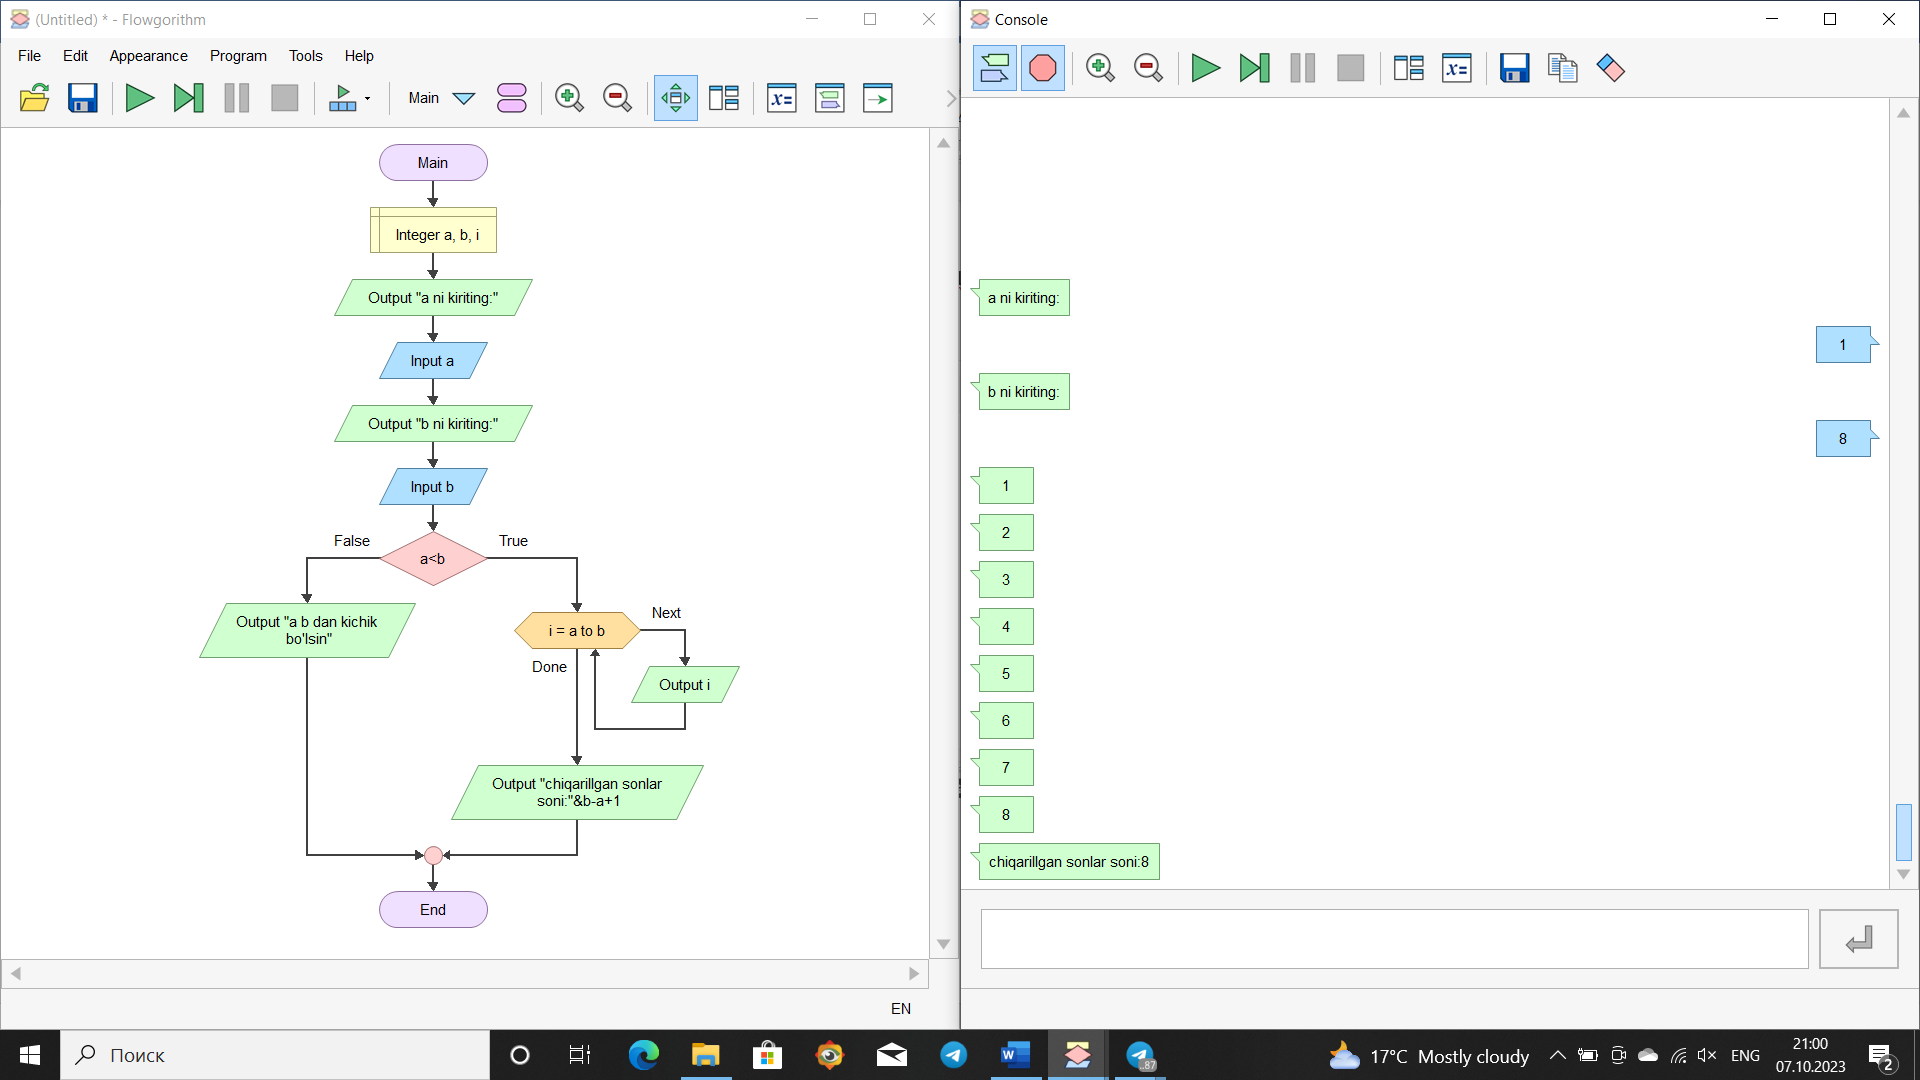 (Untitled) * - Flowgorithm
File Edit Appearance Program Tools Help
Main
Main
Integer a, b, i
Output "a ni kiriting:"
Input a
Output "b ni kiriting:"
Input b
False
True
a<b
Output "a b dan kichik
bo'lsin"
i = a to b
Next
Done
Output i
Output "chiqarillgan sonlar
soni:"&b-a+1
End
EN
Console
x=
x=
a ni kiriting:
1
b ni kiriting:
8
1
2
3
4
5
6
7
8
chiqarillgan sonlar soni:8
Поиск
W
.87
17°C Mostly cloudy
ENG
21:00
07.10.2023
2